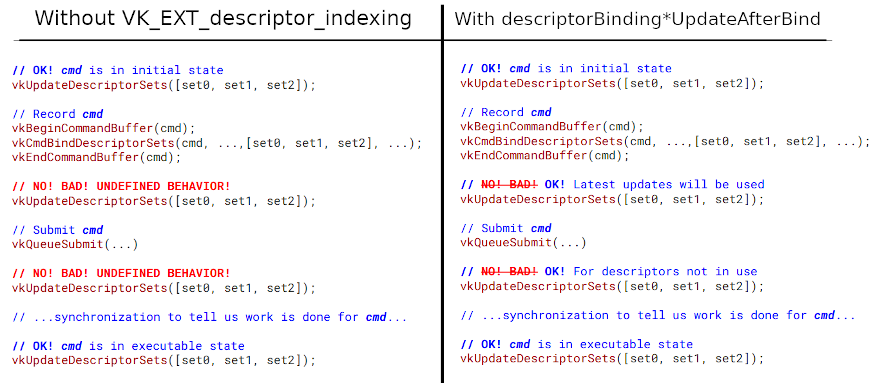 Without VK_EXT_descriptor_indexing
// OK! cmd is in initial state
vkUpdateDescriptorSets([set0, set1, set2]);
// Record cmd
vkBeginCommandBuffer(cmd);
vkCmdBindDescriptorSets(cmd, ...,[set0, set1, set2], ...);
vkEndCommandBuffer(cmd);
// NO! BAD! UNDEFINED BEHAVIOR!
vkUpdateDescriptorSets([set0, set1, set2]);
// Submit cmd
vkQueueSubmit(...)
// NO! BAD! UNDEFINED BEHAVIOR!
vkUpdateDescriptorSets([set0, set1, set2]);
// ...synchronization to tell us work is done for cmd...
// OK! cmd is in executable state
vkUpdateDescriptorSets([set0, set1, set2]);
With descriptorBinding*UpdateAfterBind
// OK! cmd is in initial state
vkUpdateDescriptorSets([set0, set1, set2]);
// Record cmd
vkBeginCommandBuffer(cmd);
vkCmdBindDescriptorSets(cmd, ...,[set0, set1, set2], ...);
vkEndCommandBuffer(cmd);
// NO! BAD! OK! Latest updates will be used
vkUpdateDescriptorSets([set0, set1, set2]);
// Submit cmd
vkQueueSubmit(...)
// NO! BAD! OK! For descriptors not in use
vkUpdateDescriptorSets([set0, set1, set2]);
// ...synchronization to tell us work is done for cmd...
// OK! cmd is in executable state
vkUpdateDescriptorSets([set0, set1, set2]);